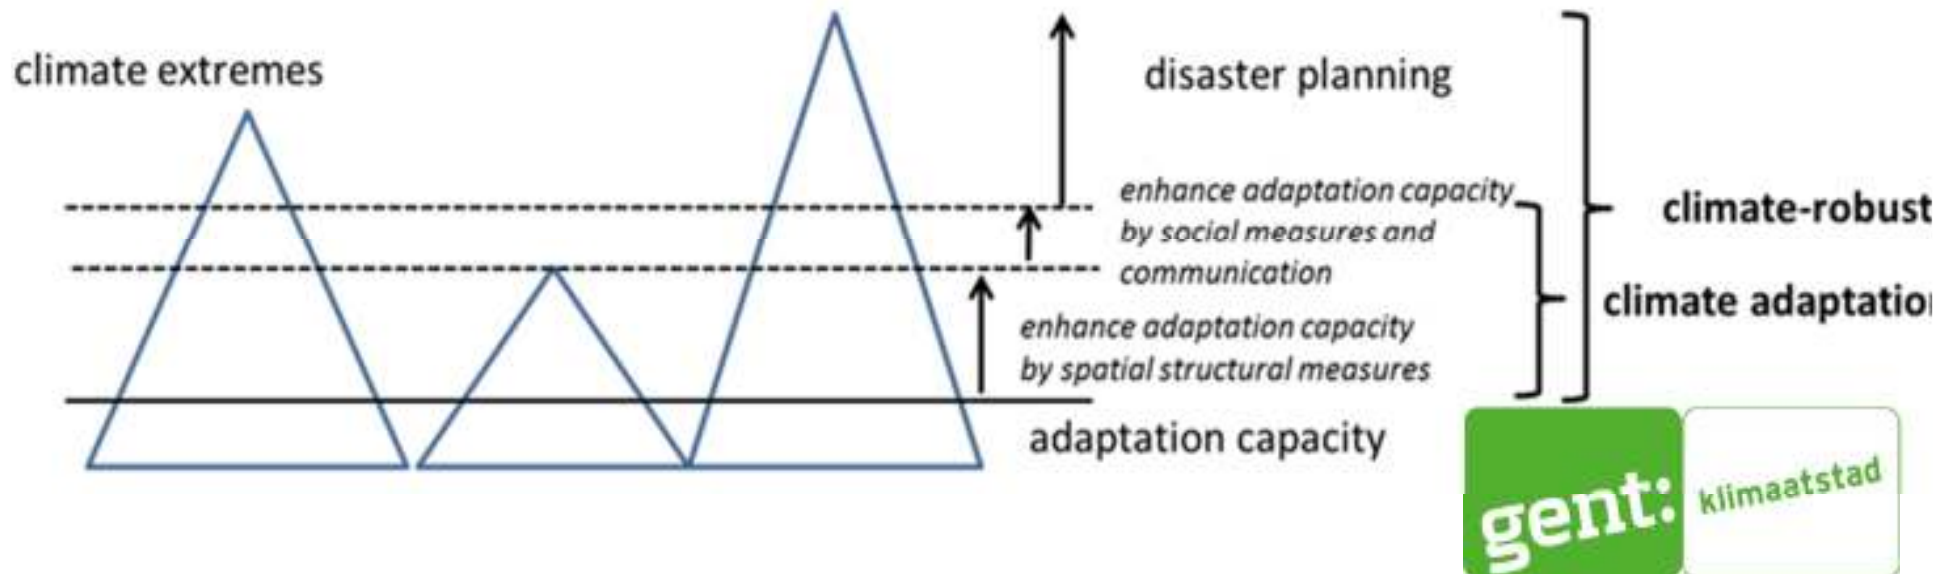 climate extremes
disaster planning
enhance adaptation capacity
by social measures and
communication
climate-robust
climate adaptatio
enhance adaptation capacity
by spatial structural measures
adaptation capacity
gent:
klimaatstad